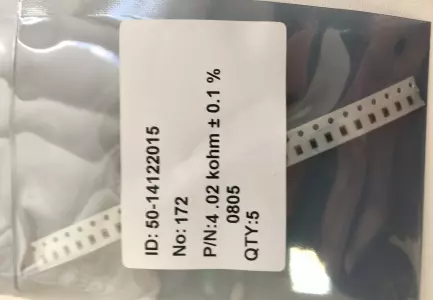 ID: 50-14122015
No: 172
P/N:4 .02 kohm ± 0.1 %
0805
QTY:5